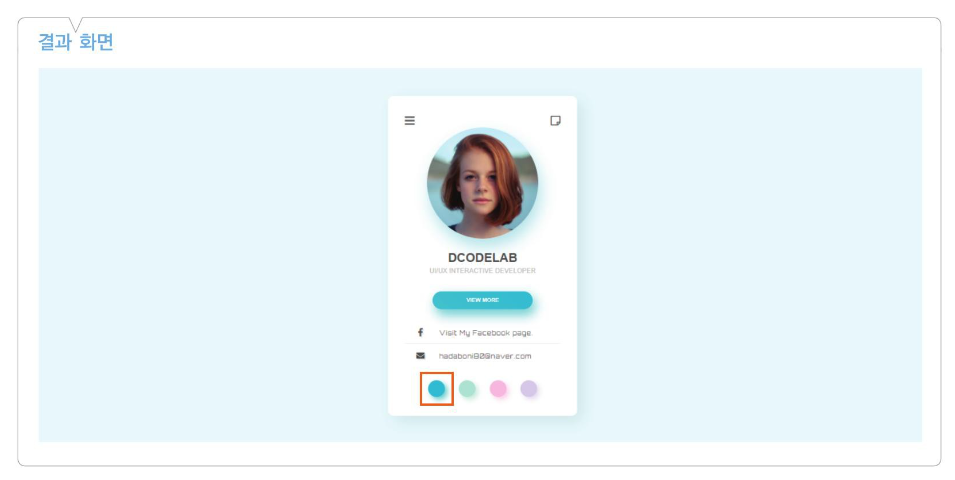 결과 화면
DCODELAB
UI/UX INTERACTIVE DEVELOPER
VIEW MORE
Visit My Facebook page
hadaboni80@naver.com